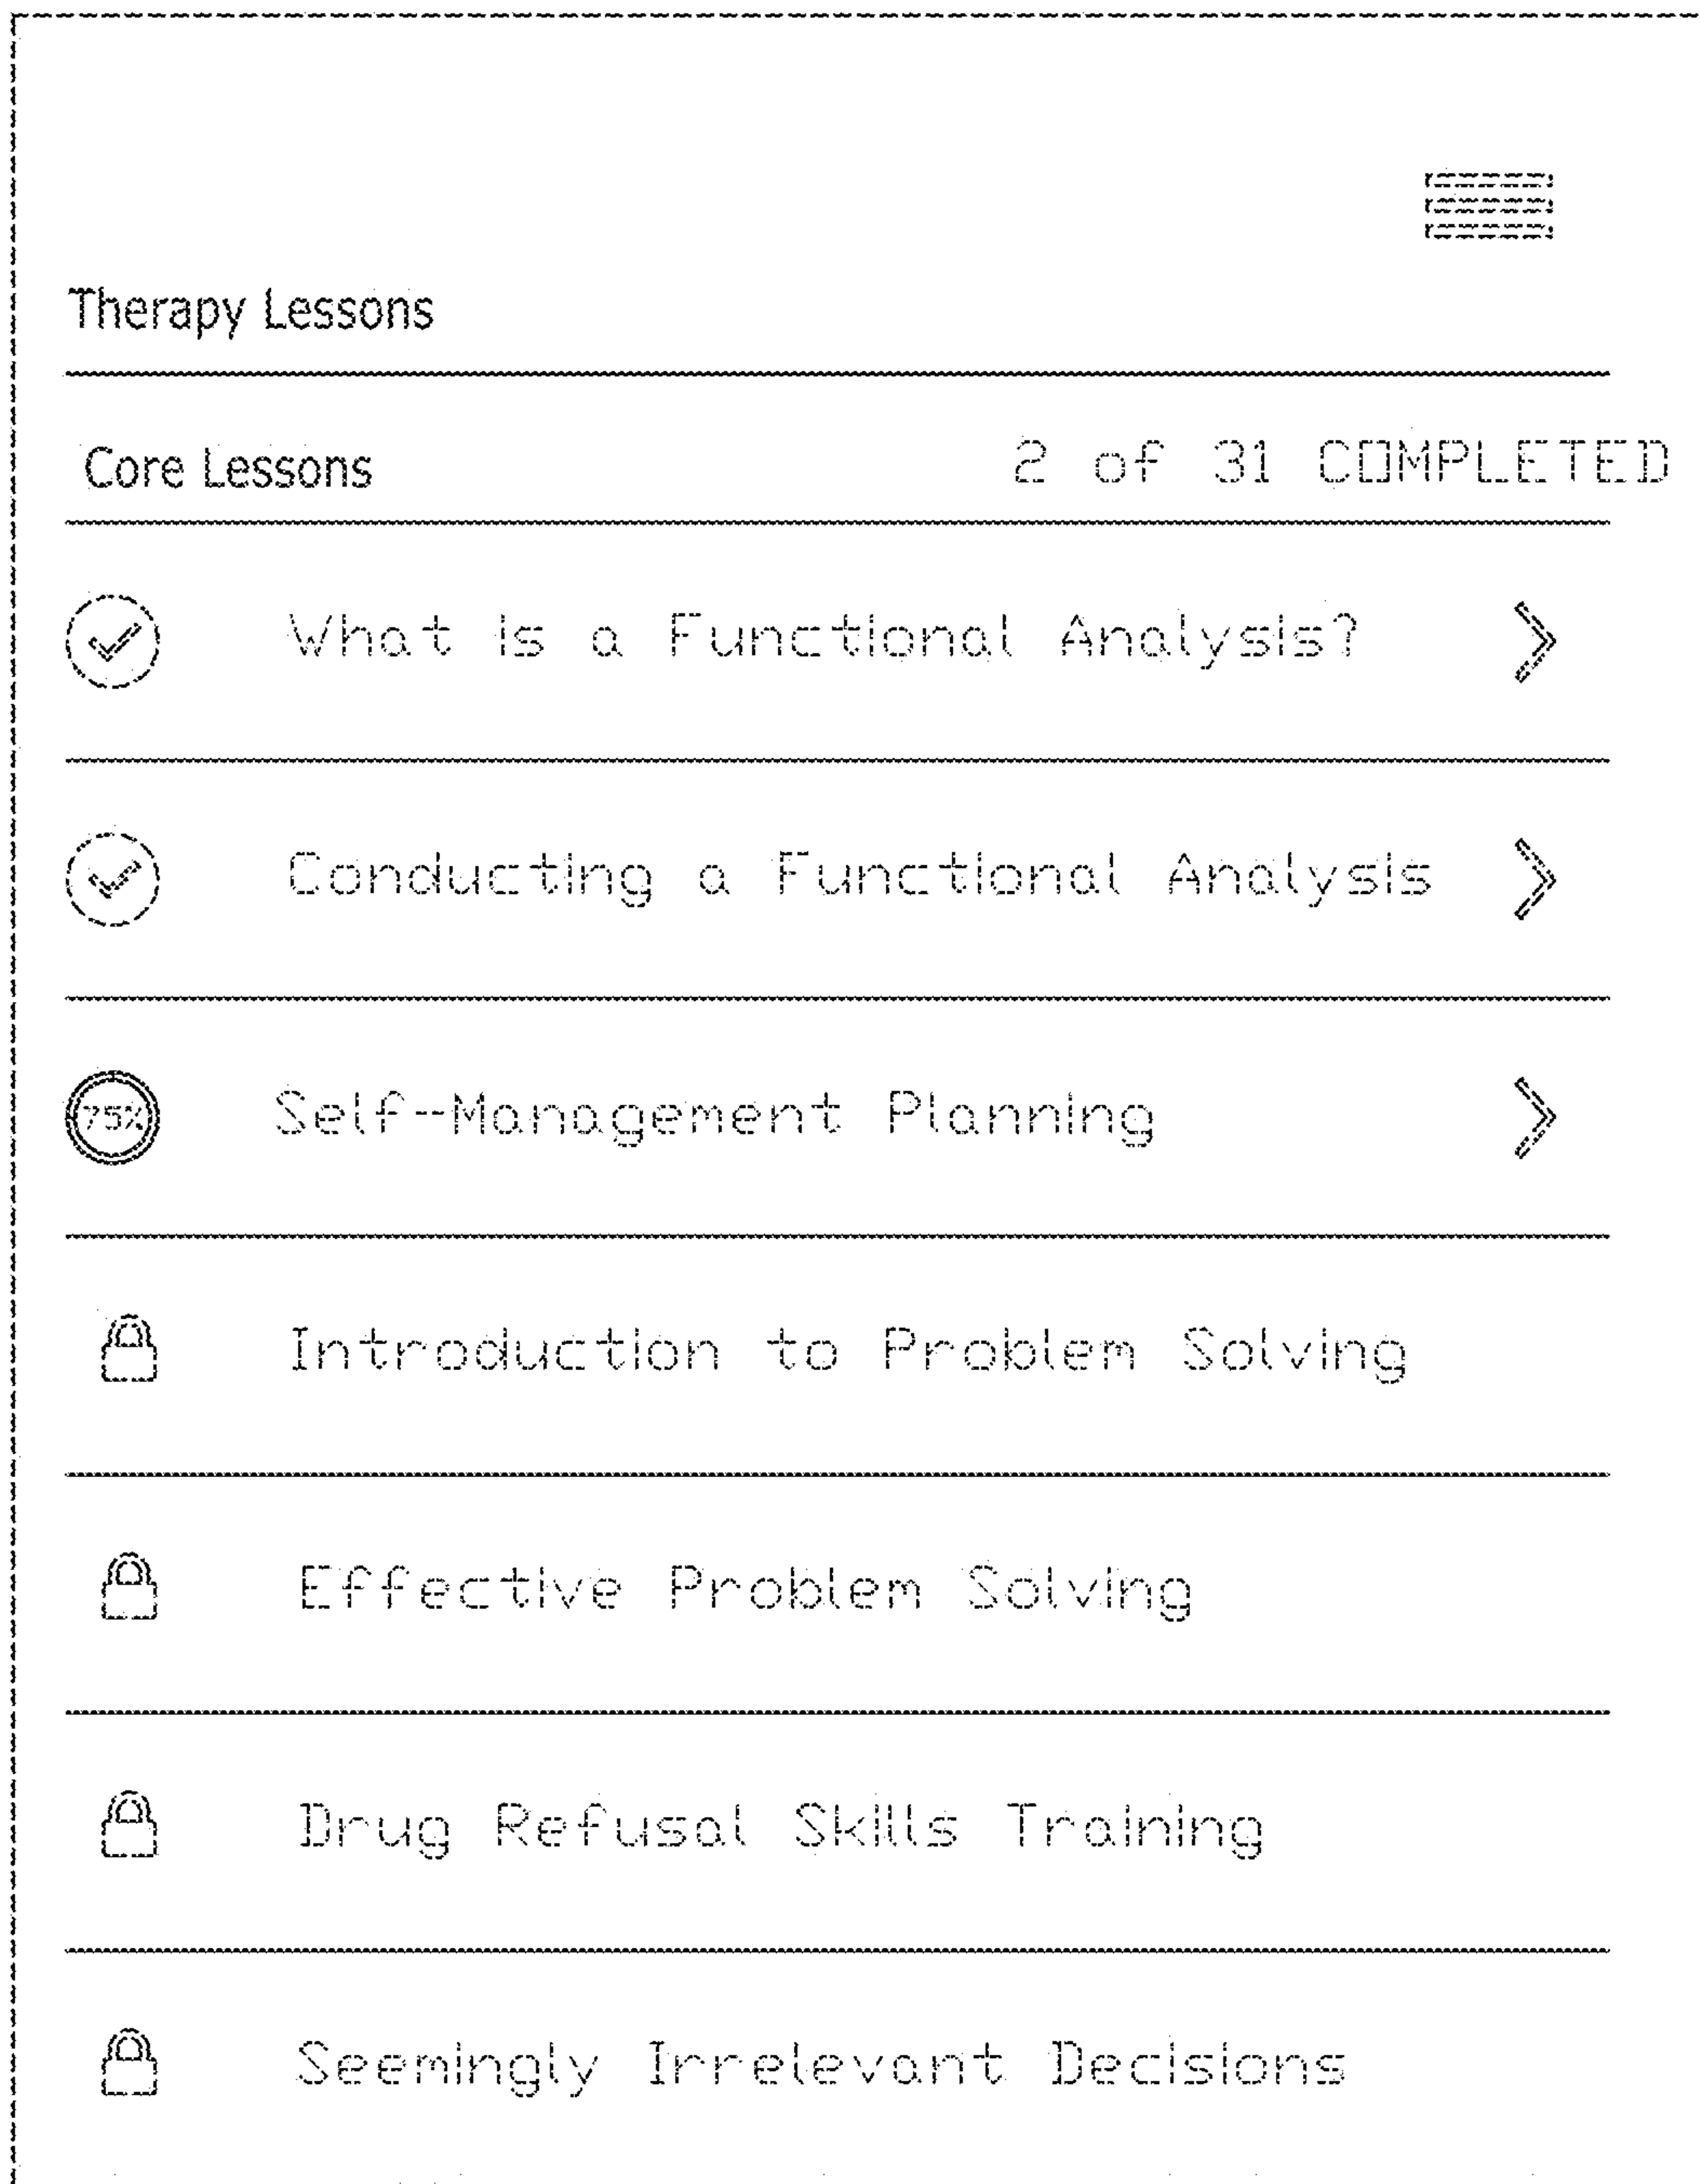 Therapy Lessons
Core Lessons 2 of 31 COMPLETED
What is a Functional Analysis?
Conducting a Functional Analysis
75% Self-Management Planning
Introduction to Problem Solving
Effective Problem Solving
Drug Refusal Skills Training
Seemingly Irrelevant Decisions